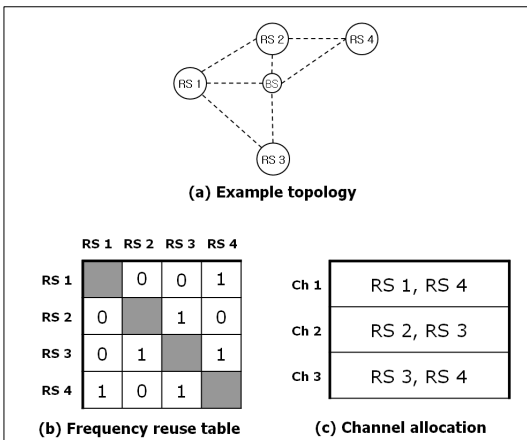 RS 2
RS 4
RS 1
BS
RS 3
(a) Example topology
RS 1 RS 2 RS 3 RS 4
RS 1 0 0 1
RS 2 0 1 0
RS 3 0 1 1
RS 4 1 0 1
(b) Frequency reuse table
Ch 1 RS 1, RS 4
Ch 2 RS 2, RS 3
Ch 3 RS 3, RS 4
(c) Channel allocation